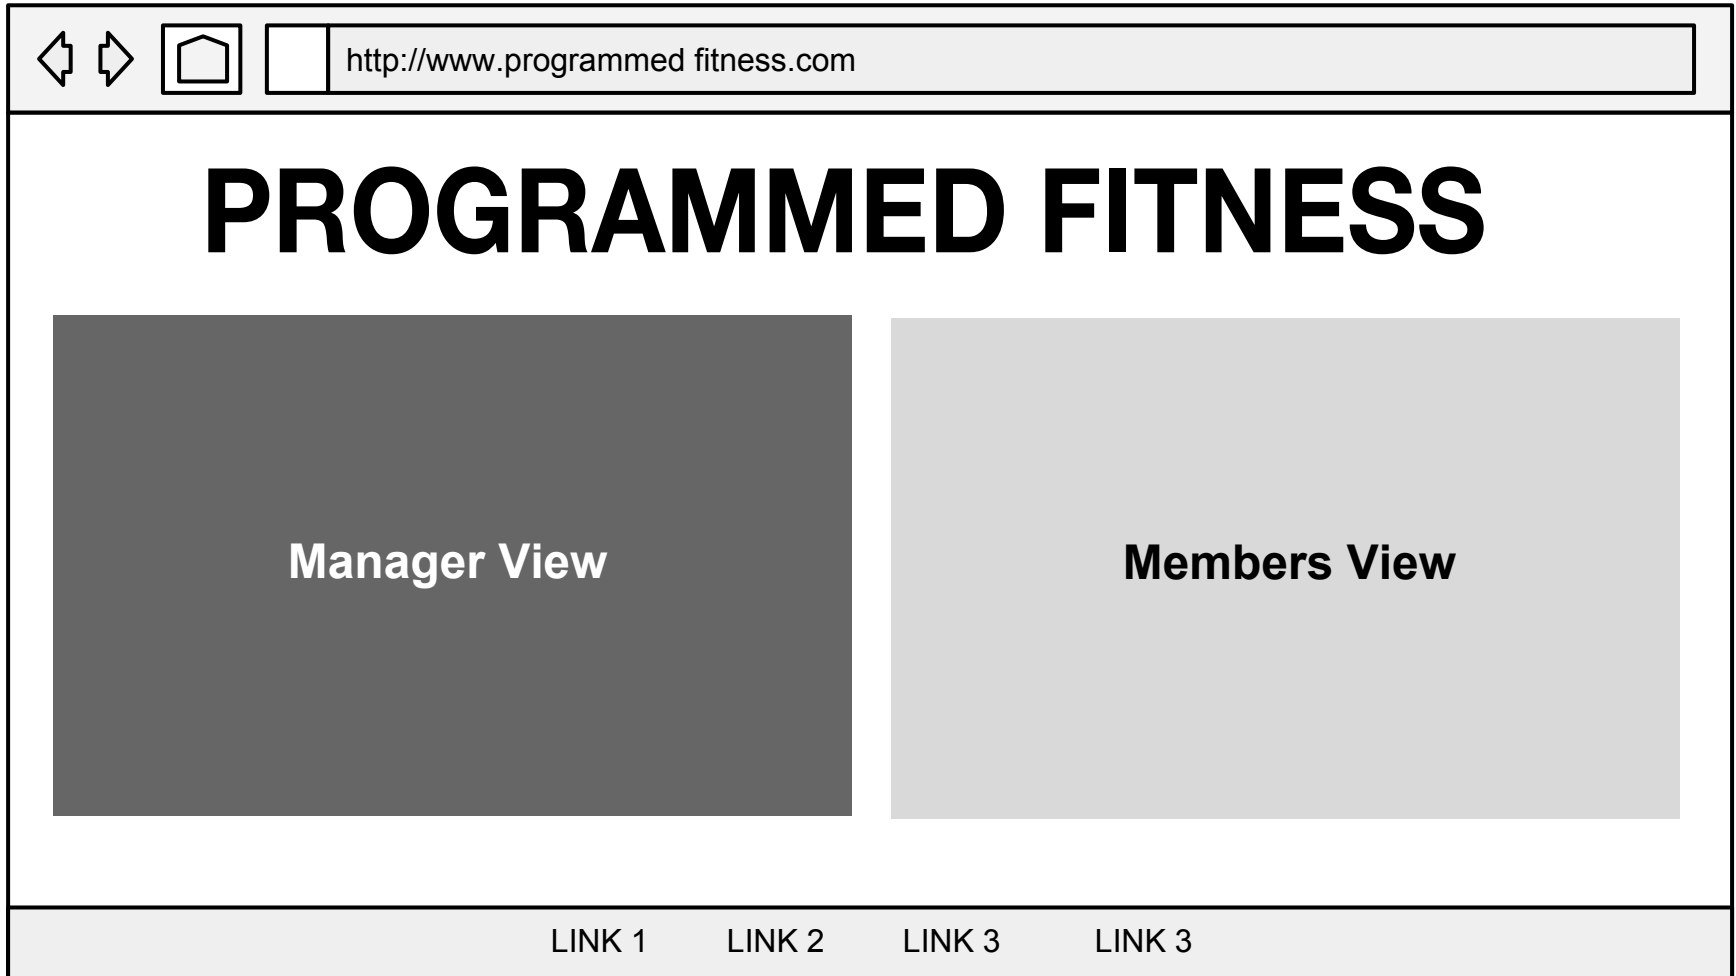 http://www.programmed fitness.com
PROGRAMMED FITNESS
Manager View
Members View
LINK 1 LINK 2 LINK 3 LINK 3